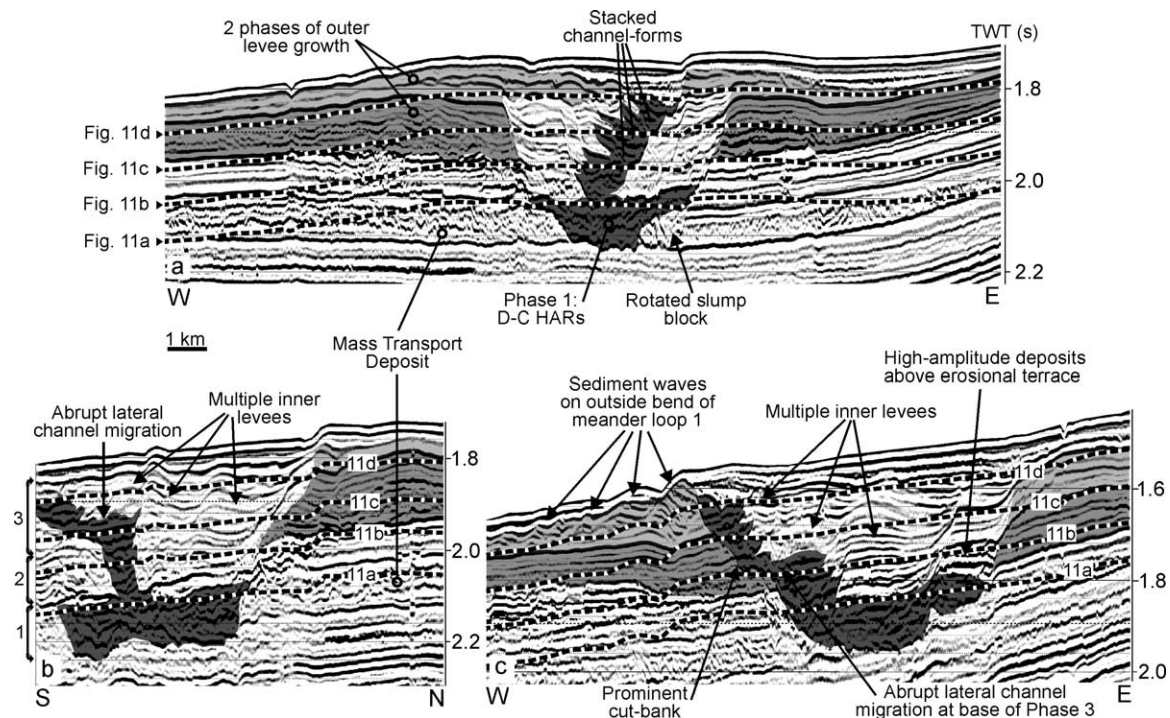 2 phases of outer
levee growth
Stacked
channel-forms
TWT (s)
1.8
2.0
2.2
Fig. 11d
Fig. 11c
Fig. 11b
Fig. 11a
a
W
E
Phase 1:
D-C HARs
Rotated slump
block
1 km
Mass Transport
Deposit
Abrupt lateral
channel migration
Multiple inner
levees
11d
11c
11b
11a
1.8
2.0
2.2
3
2
1
b
S
N
Sediment waves
on outside bend of
meander loop 1
Multiple inner levees
High-amplitude deposits
above erosional terrace
11d
11c
11b
11a
1.6
1.8
2.0
c
W
E
Prominent
cut-bank
Abrupt lateral channel
migration at base of Phase 3